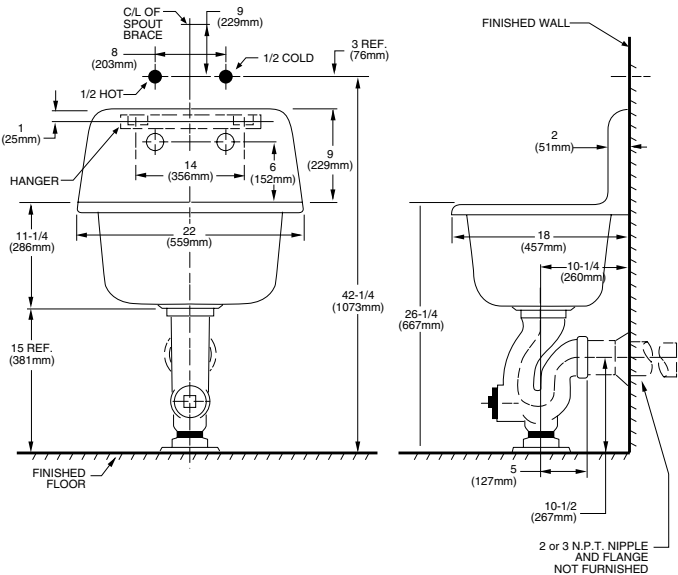 C/L OF
SPOUT
BRACE
9
(229mm)
8
(203mm)
1/2 COLD
3 REF.
(76mm)
1/2 HOT
1
(25mm)
HANGER
14
(356mm)
6
(152mm)
9
(229mm)
22
(559mm)
11-1/4
(286mm)
42-1/4
(1073mm)
15 REF.
(381mm)
FINISHED
FLOOR
FINISHED WALL
2
(51mm)
18
(457mm)
10-1/4
(260mm)
26-1/4
(667mm)
5
(127mm)
10-1/2
(267mm)
2 or 3 N.P.T. NIPPLE
AND FLANGE
NOT FURNISHED